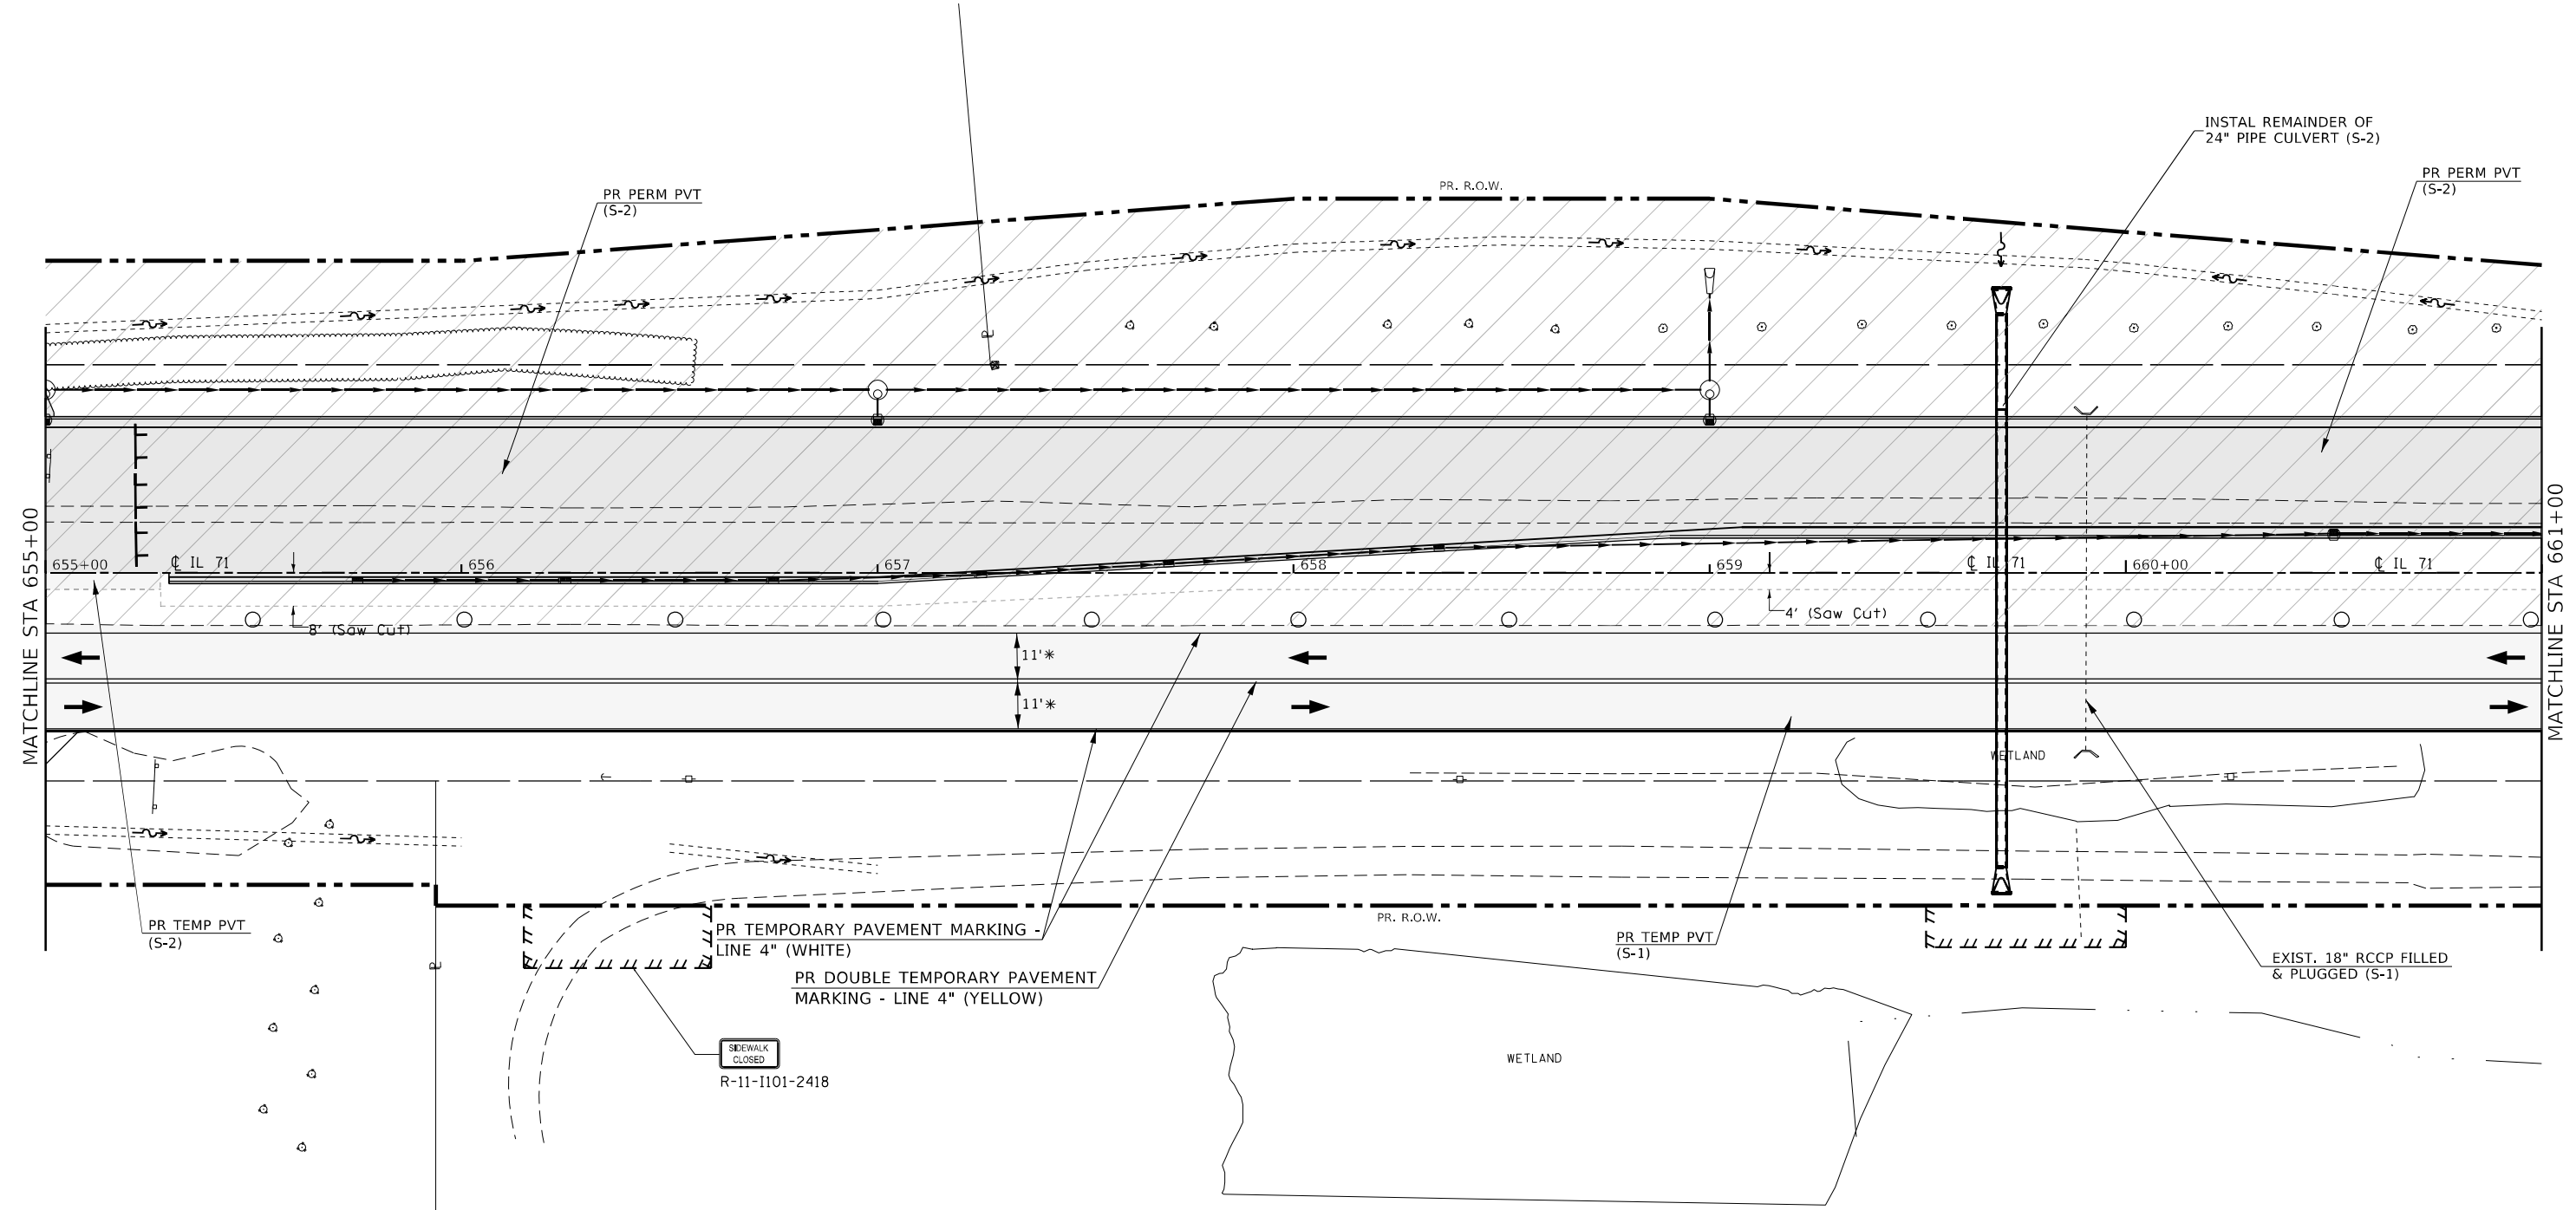 INSTAL REMAINDER OF
24" PIPE CULVERT (S-2)
PR PERM PVT
(S-2)
PR. R.O.W.
PR PERM PVT
(S-2)
MATCHLINE STA 655+00
655+00
℄ IL 71
656
657
658
659
℄ IL 71
660+00
℄ IL 71
MATCHLINE STA 661+00
8' (Saw Cut)
4' (Saw Cut)
11'*
11'*
WETLAND
PR TEMP PVT
(S-2)
PR TEMPORARY PAVEMENT MARKING -
LINE 4" (WHITE)
PR. R.O.W.
PR TEMP PVT
(S-1)
EXIST. 18" RCCP FILLED
& PLUGGED (S-1)
PR DOUBLE TEMPORARY PAVEMENT
MARKING - LINE 4" (YELLOW)
SIDEWALK
CLOSED
R-11-I101-2418
WETLAND